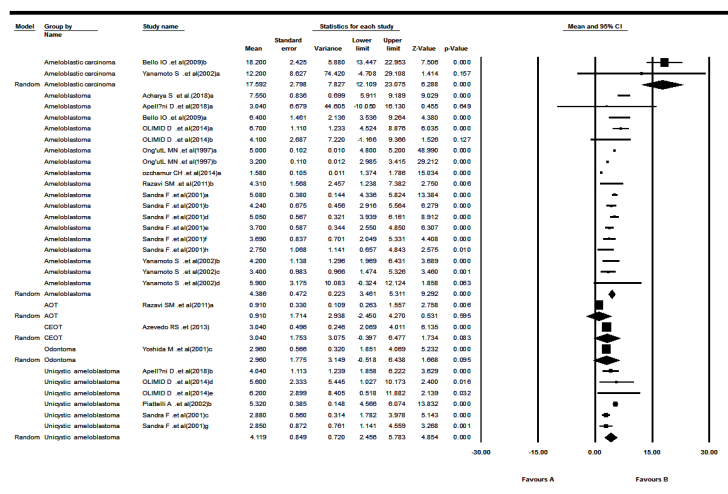 Model Group by Name Study name Statistics for each study Mean and 95% CI
Mean Standard error Variance Lower limit Upper limit Z-Value p-Value
Ameloblastic carcinoma Bello IO .et al(2009)b 18.200 2.425 5.880 13.447 22.953 7.506 0.000
Ameloblastic carcinoma Yanamoto S .et al(2002)a 12.200 8.627 74.420 -4.708 29.108 1.414 0.157
Random Ameloblastic carcinoma 17.592 2.798 7.827 12.109 23.075 6.288 0.000
Ameloblastoma Acharya S .et al(2018)a 7.550 0.836 0.699 5.911 9.189 9.029 0.000
Ameloblastoma Apell?ni D .et al(2018)a 3.040 6.679 44.605 -10.050 16.130 0.455 0.649
Ameloblastoma Bello IO .et al(2009)a 6.400 1.461 2.136 3.536 9.264 4.380 0.000
Ameloblastoma OLIMID D .et al(2014)a 6.700 1.110 1.233 4.524 8.876 6.035 0.000
Ameloblastoma OLIMID D .et al(2014)b 4.100 2.687 7.220 -1.166 9.366 1.526 0.127
Ameloblastoma Ong'utL MN .et al(1997)a 5.000 0.102 0.010 4.800 5.200 48.990 0.000
Ameloblastoma Ong'utL MN .et al(1997)b 3.200 0.110 0.012 2.985 3.415 29.212 0.000
Ameloblastoma ozchamur CH .et al(2014)a 1.580 0.105 0.011 1.374 1.786 15.034 0.000
Ameloblastoma Razavi SM .et al(2011)b 4.310 1.568 2.457 1.238 7.382 2.750 0.006
Ameloblastoma Sandra F .et al(2001)a 5.080 0.380 0.144 4.336 5.824 13.384 0.000
Ameloblastoma Sandra F .et al(2001)b 4.240 0.675 0.456 2.916 5.564 6.279 0.000
Ameloblastoma Sandra F .et al(2001)d 5.050 0.567 0.321 3.939 6.161 8.912 0.000
Ameloblastoma Sandra F .et al(2001)e 3.700 0.587 0.344 2.550 4.850 6.307 0.000
Ameloblastoma Sandra F .et al(2001)f 3.690 0.837 0.701 2.049 5.331 4.408 0.000
Ameloblastoma Sandra F .et al(2001)h 2.750 1.068 1.141 0.657 4.843 2.575 0.010
Ameloblastoma Yanamoto S .et al(2002)b 4.200 1.138 1.296 1.969 6.431 3.689 0.000
Ameloblastoma Yanamoto S .et al(2002)c 3.400 0.983 0.966 1.474 5.326 3.460 0.001
Ameloblastoma Yanamoto S .et al(2002)d 5.900 3.175 10.083 -0.324 12.124 1.858 0.063
Random Ameloblastoma 4.386 0.472 0.223 3.461 5.311 9.292 0.000
AOT Razavi SM .et al(2011)a 0.910 0.330 0.109 0.263 1.557 2.758 0.006
Random AOT 0.910 1.714 2.938 -2.450 4.270 0.531 0.595
CEOT Azevedo RS .et (2013) 3.040 0.496 0.246 2.069 4.011 6.135 0.000
Random CEOT 3.040 1.753 3.075 -0.397 6.477 1.734 0.083
Odontoma Yoshida M .et al(2001)c 2.960 0.566 0.320 1.851 4.069 5.232 0.000
Random Odontoma 2.960 1.775 3.149 -0.518 6.438 1.668 0.095
Uniqystic ameloblastoma Apell?ni D .et al(2018)b 4.040 1.113 1.239 1.858 6.222 3.629 0.000
Uniqystic ameloblastoma OLIMID D .et al(2014)d 5.600 2.333 5.445 1.027 10.173 2.400 0.016
Uniqystic ameloblastoma OLIMID D .et al(2014)e 6.200 2.899 8.405 0.518 11.882 2.139 0.032
Uniqystic ameloblastoma Piattelli A .et al(2002)b 5.320 0.385 0.148 4.566 6.074 13.832 0.000
Uniqystic ameloblastoma Sandra F .et al(2001)c 2.880 0.560 0.314 1.782 3.978 5.143 0.000
Uniqystic ameloblastoma Sandra F .et al(2001)g 2.850 0.872 0.761 1.141 4.559 3.268 0.001
Random Uniqystic ameloblastoma 4.119 0.849 0.720 2.456 5.783 4.854 0.000
-30.00 -15.00 0.00 15.00 30.00
Favours A Favours B